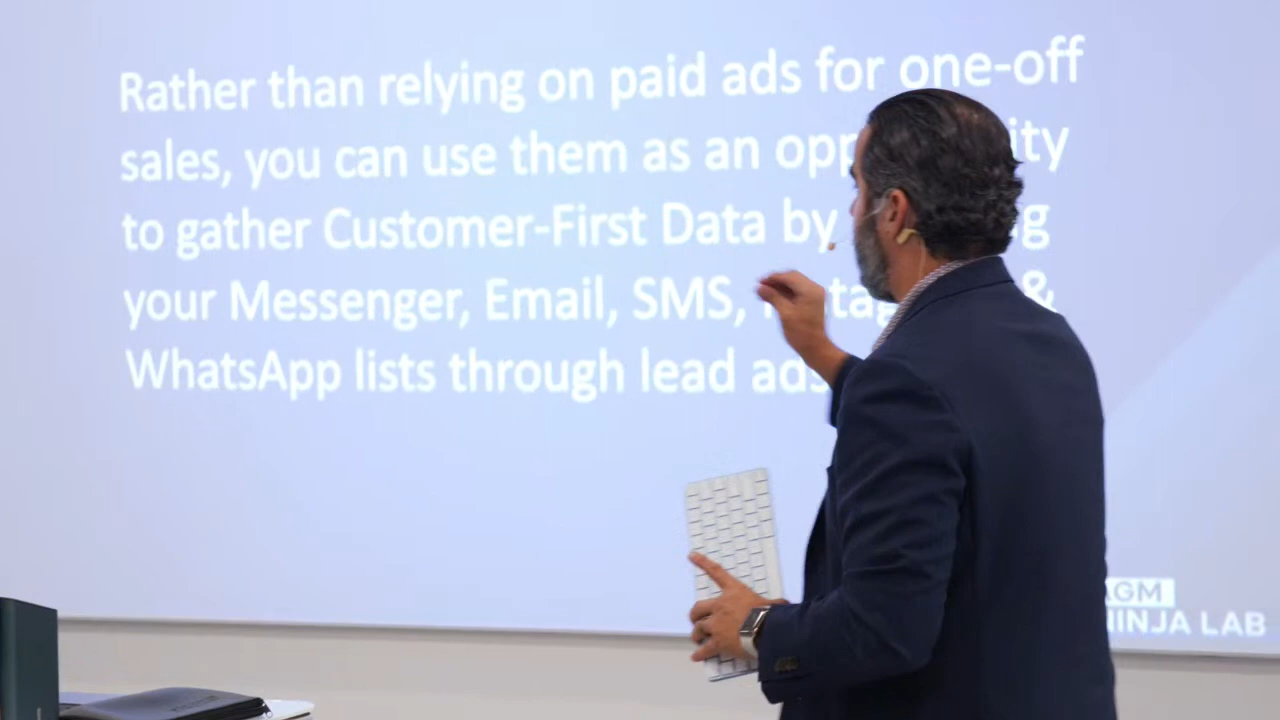 Rather than relying on paid ads for one-off
sales, you can use them as an
to gather Customer-First Data by
your Messenger, Email, SMS, &
WhatsApp lists through lead ads
AGM
NINJA LAB